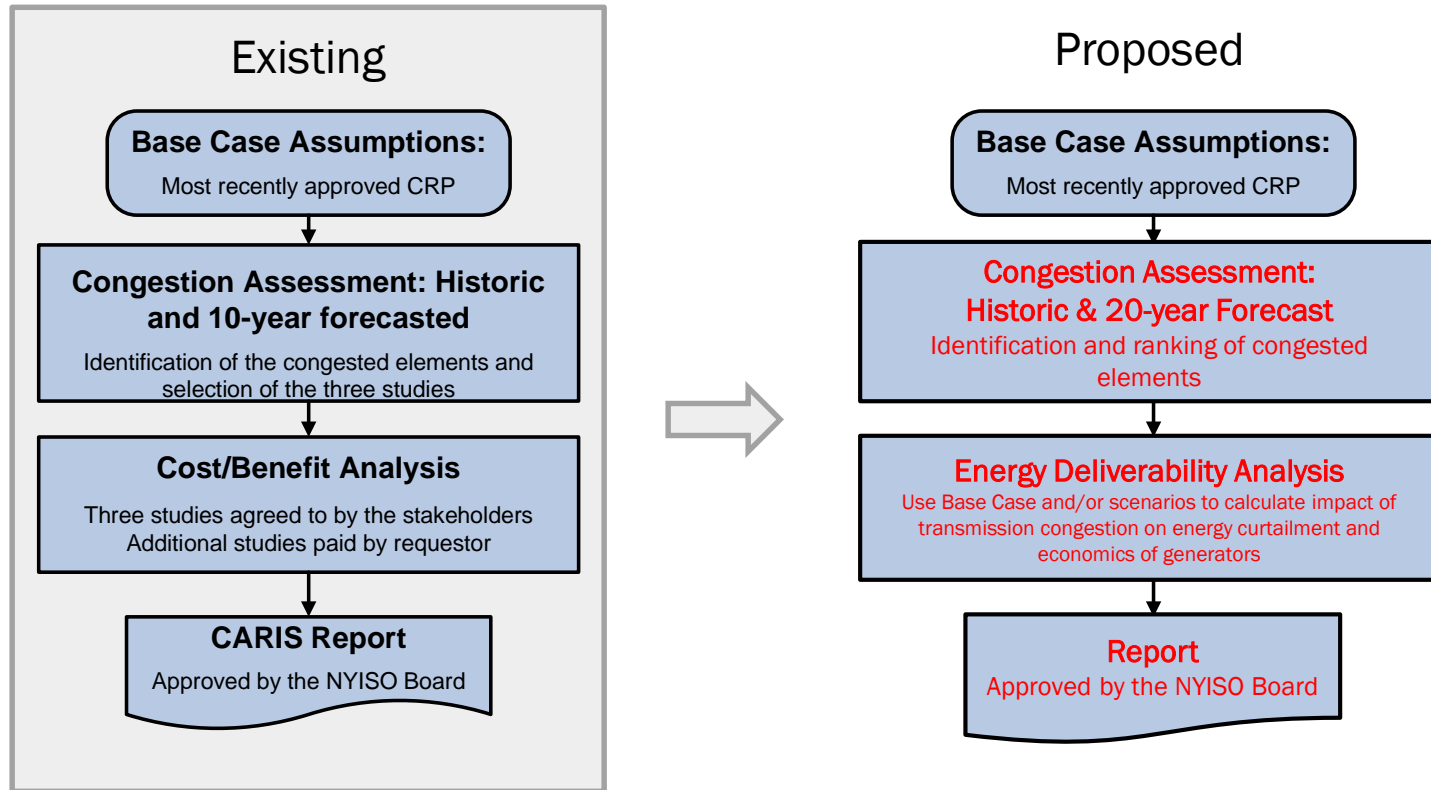 Existing
Base Case Assumptions:
Most recently approved CRP
Congestion Assessment: Historic
and 10-year forecasted
Identification of the congested elements and
selection of the three studies
Cost/Benefit Analysis
Three studies agreed to by the stakeholders
Additional studies paid by requestor
CARIS Report
Approved by the NYISO Board
Proposed
Base Case Assumptions:
Most recently approved CRP
Congestion Assessment:
Historic & 20-year Forecast
Identification and ranking of congested
elements
Energy Deliverability Analysis
Use Base Case and/or scenarios to calculate impact of
transmission congestion on energy curtailment and
economics of generators
Report
Approved by the NYISO Board